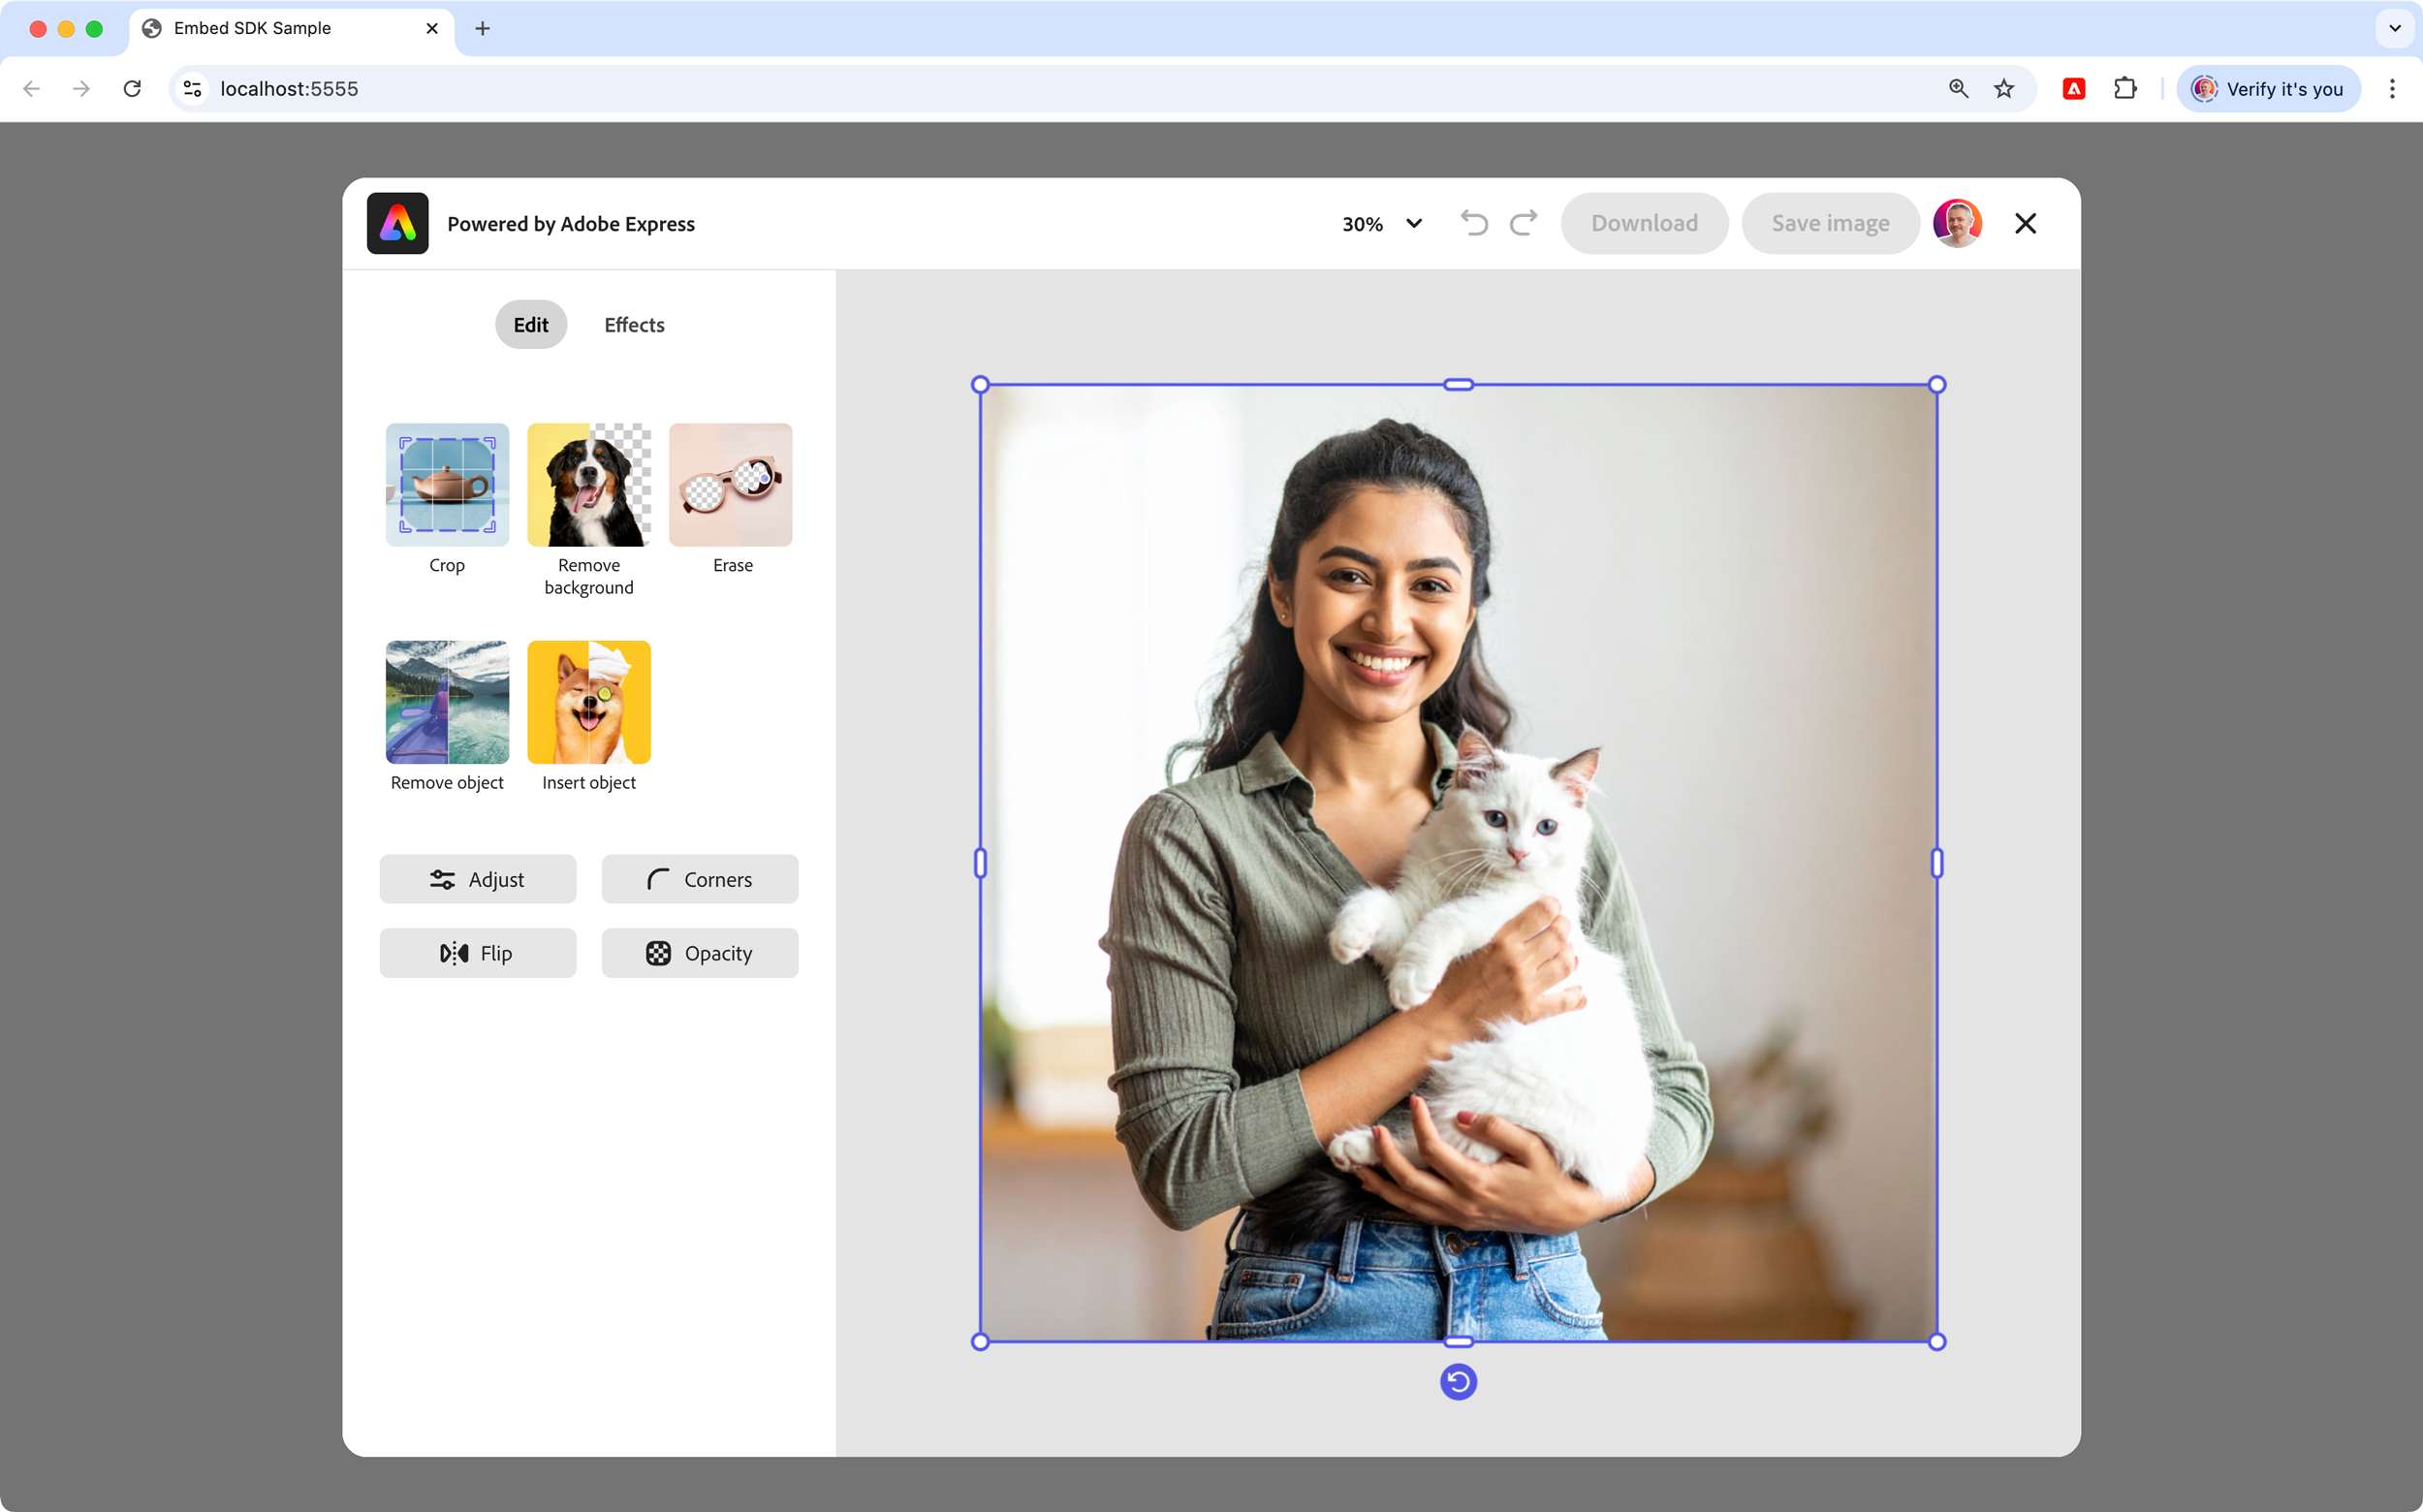 Embed SDK Sample
localhost:5555
Verify it's you
Powered by Adobe Express
30%
Download
Save image
Edit
Effects
Crop
Remove
background
Erase
Remove object
Insert object
Adjust
Corners
Flip
Opacity